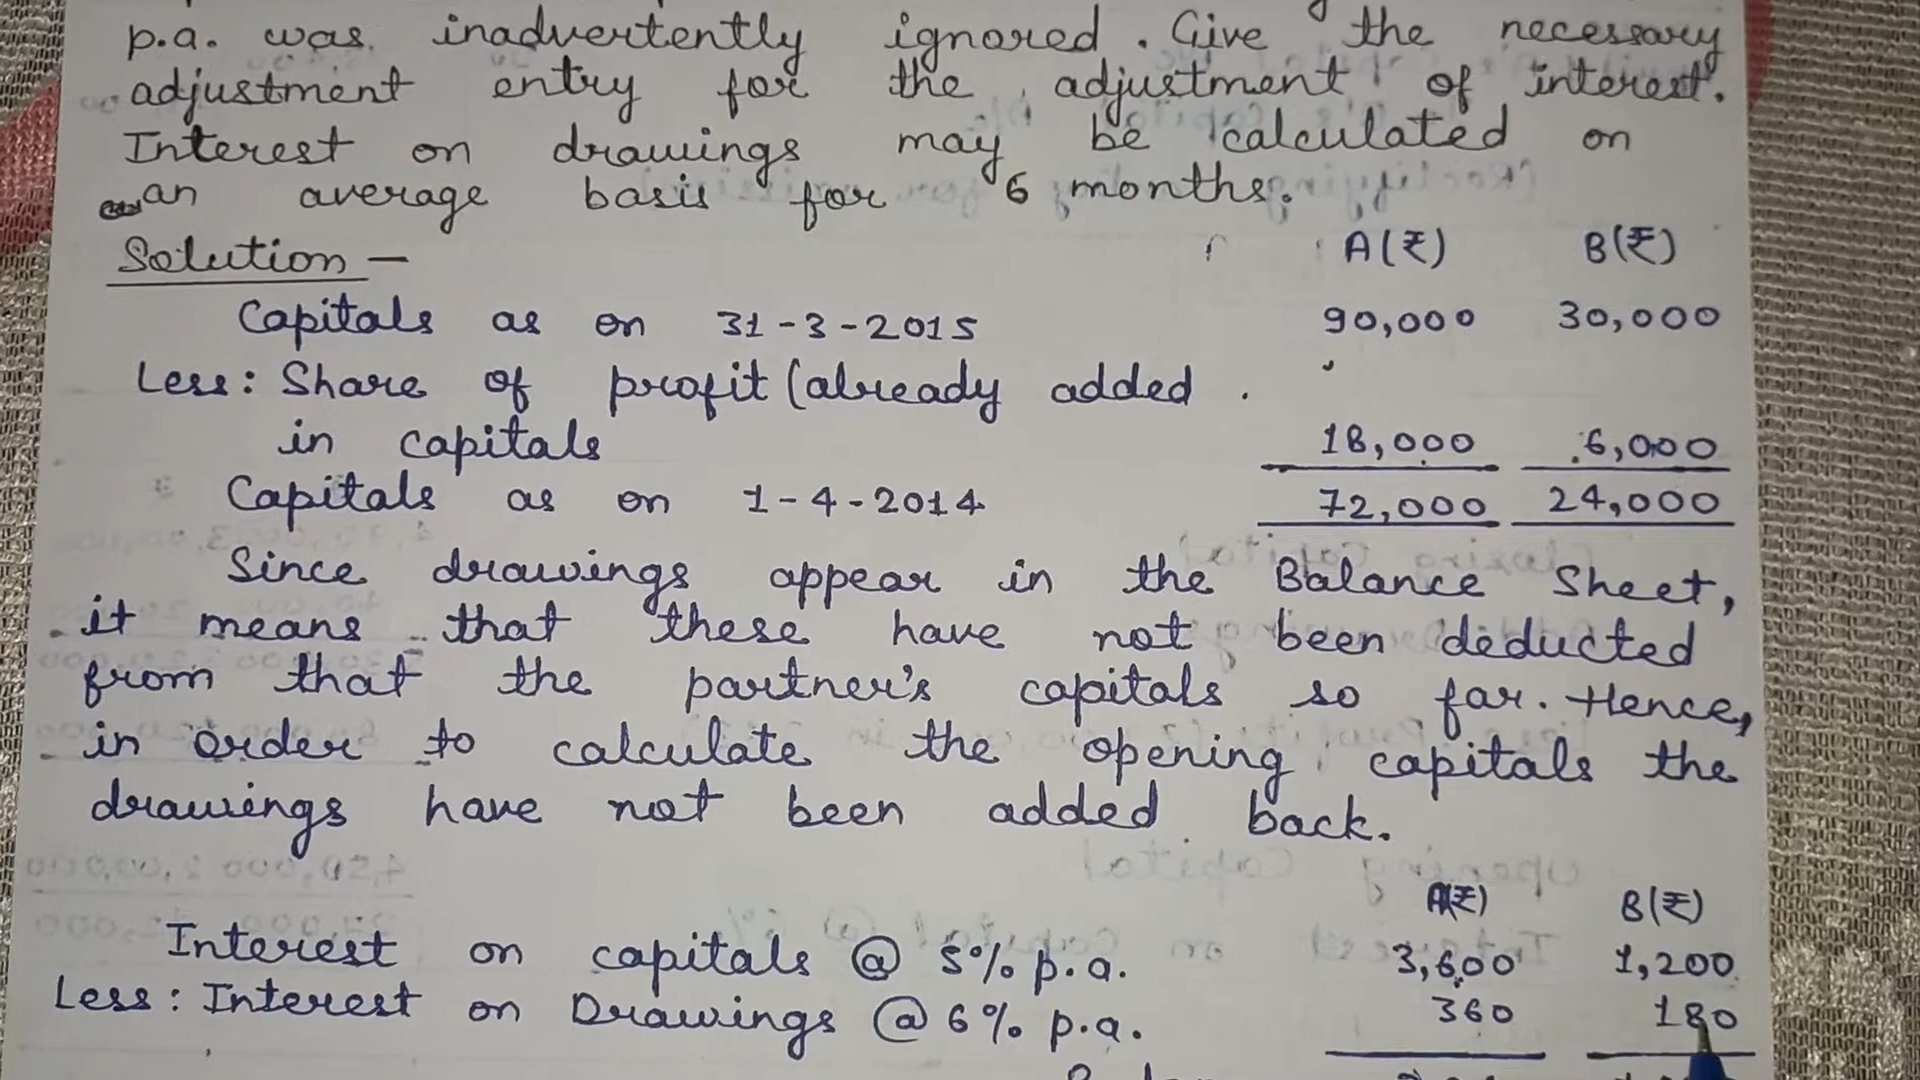 p.a. was inadvertently ignored. Give the necessary
adjustment entry for the adjustment of interest.
Interest on drawings may be calculated on
an average basis for 6 months.
Solution - A(₹) B(₹)
Capitals as on 31-3-2015 90,000 30,000
Less: Share of profit (already added
in capitals 18,000 6,000
Capitals as on 1-4-2014 72,000 24,000
Since drawings appear in the Balance Sheet,
it means that these have not been deducted
from that the partner's capitals so far. Hence,
in order to calculate the opening capitals the
drawings have not been added back.
A(₹) B(₹)
Interest on capitals @ 5% p.a. 3,600 1,200
Less: Interest on Drawings @ 6% p.a. 360 180